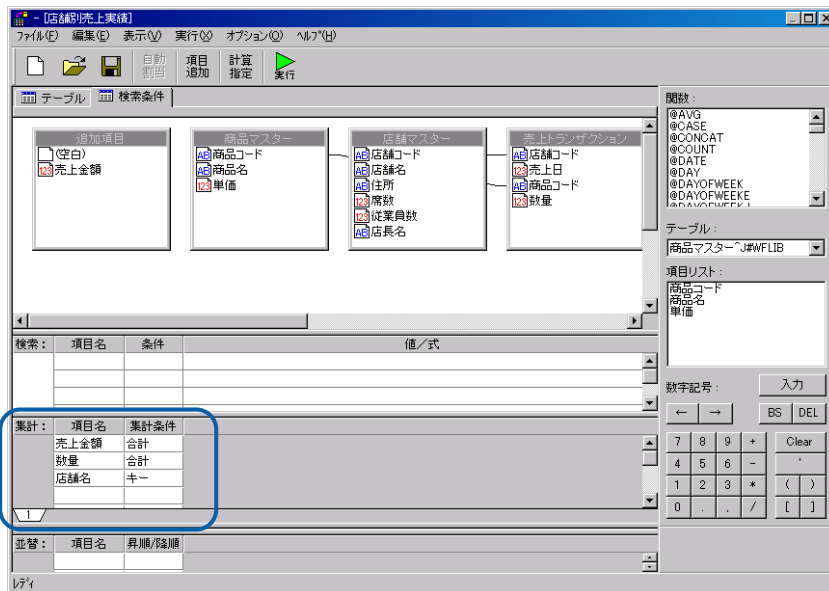 - [店舗別売上実績]
ファイル(F) 編集(E) 表示(V) 実行(X) オプション(O) ヘルプ(H)
自動割当 項目追加 計算指定 実行
テーブル 検索条件
追加項目
(空白)
売上金額
商品マスター
商品コード
商品名
単価
店舗マスター
店舗コード
店舗名
住所
席数
従業員数
店長名
売上トランザクション
店舗コード
売上日
商品コード
数量
検索： 項目名 条件 値／式
集計： 項目名 集計条件
売上金額 合計
数量 合計
店舗名 キー
1
並替： 項目名 昇順/降順
レディ
関数：
@AVG
@CASE
@CONCAT
@COUNT
@DATE
@DAY
@DAYOFWEEK
@DAYOFWEEKE
テーブル：
商品マスター^J#WFLIB
項目リスト：
商品コード
商品名
単価
数字記号： 入力
← → BS DEL
7 8 9 + Clear
4 5 6 - '
1 2 3 * ( )
0 . , / [ ]